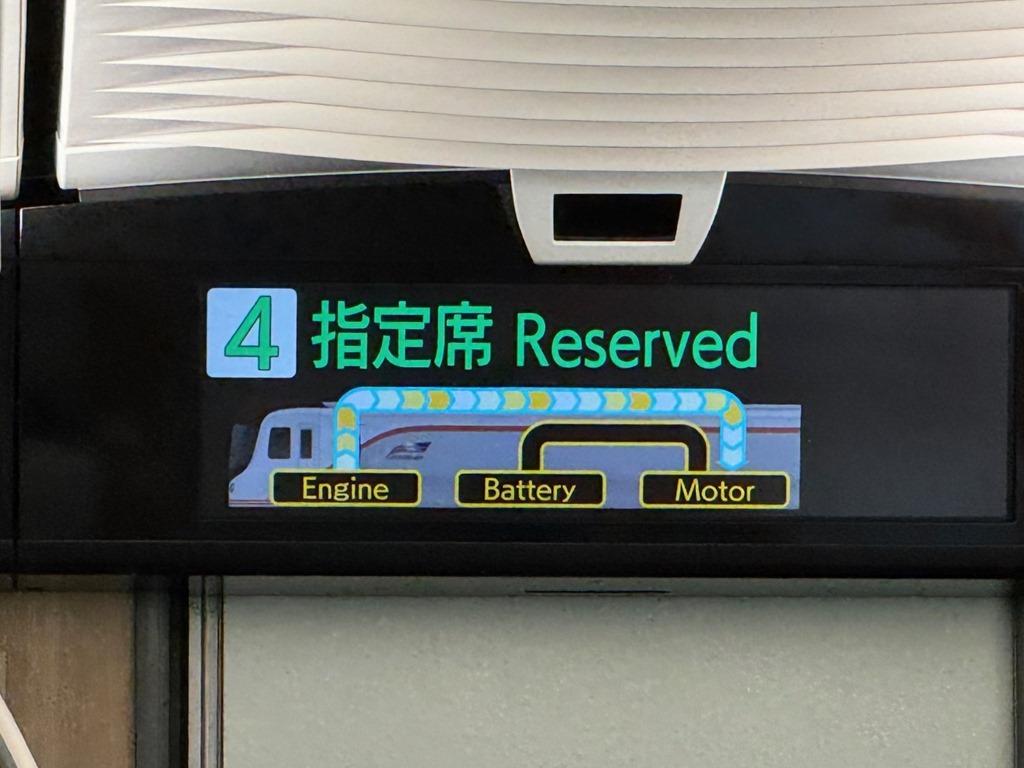 4 指定席 Reserved
Engine Battery Motor